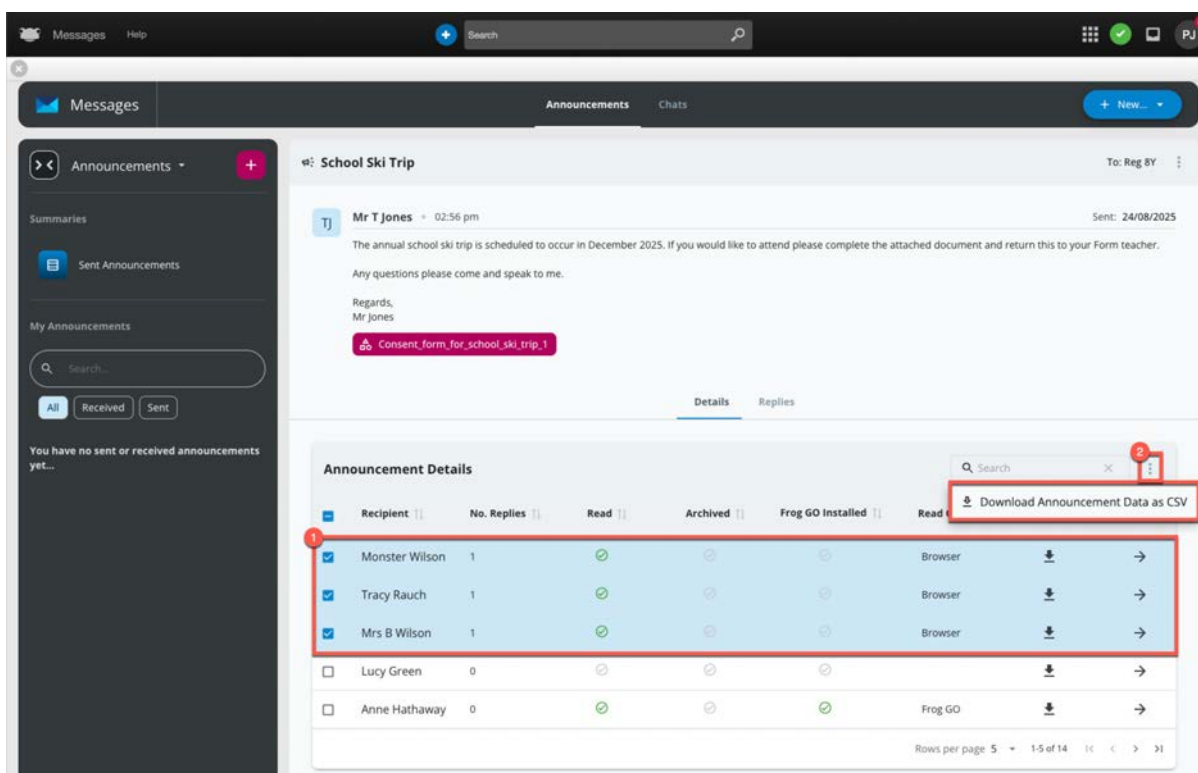 Messages Help Search PJ
Messages Announcements Chats + New...
Announcements +
Summaries
Sent Announcements
My Announcements
Search...
All Received Sent
You have no sent or received announcements
yet...
School Ski Trip To: Reg 8Y
TJ Mr T Jones 02:56 pm Sent: 24/08/2025
The annual school ski trip is scheduled to occur in December 2025. If you would like to attend please complete the attached document and return this to your Form teacher.
Any questions please come and speak to me.
Regards,
Mr Jones
Consent_form_for_school_ski_trip_1
Details Replies
Announcement Details Search 2
Download Announcement Data as CSV
Recipient No. Replies Read Archived Frog GO Installed Read
1
Monster Wilson 1 Browser
Tracy Rauch 1 Browser
Mrs B Wilson 1 Browser
Lucy Green 0
Anne Hathaway 0 Frog GO
Rows per page 5 1-5 of 14